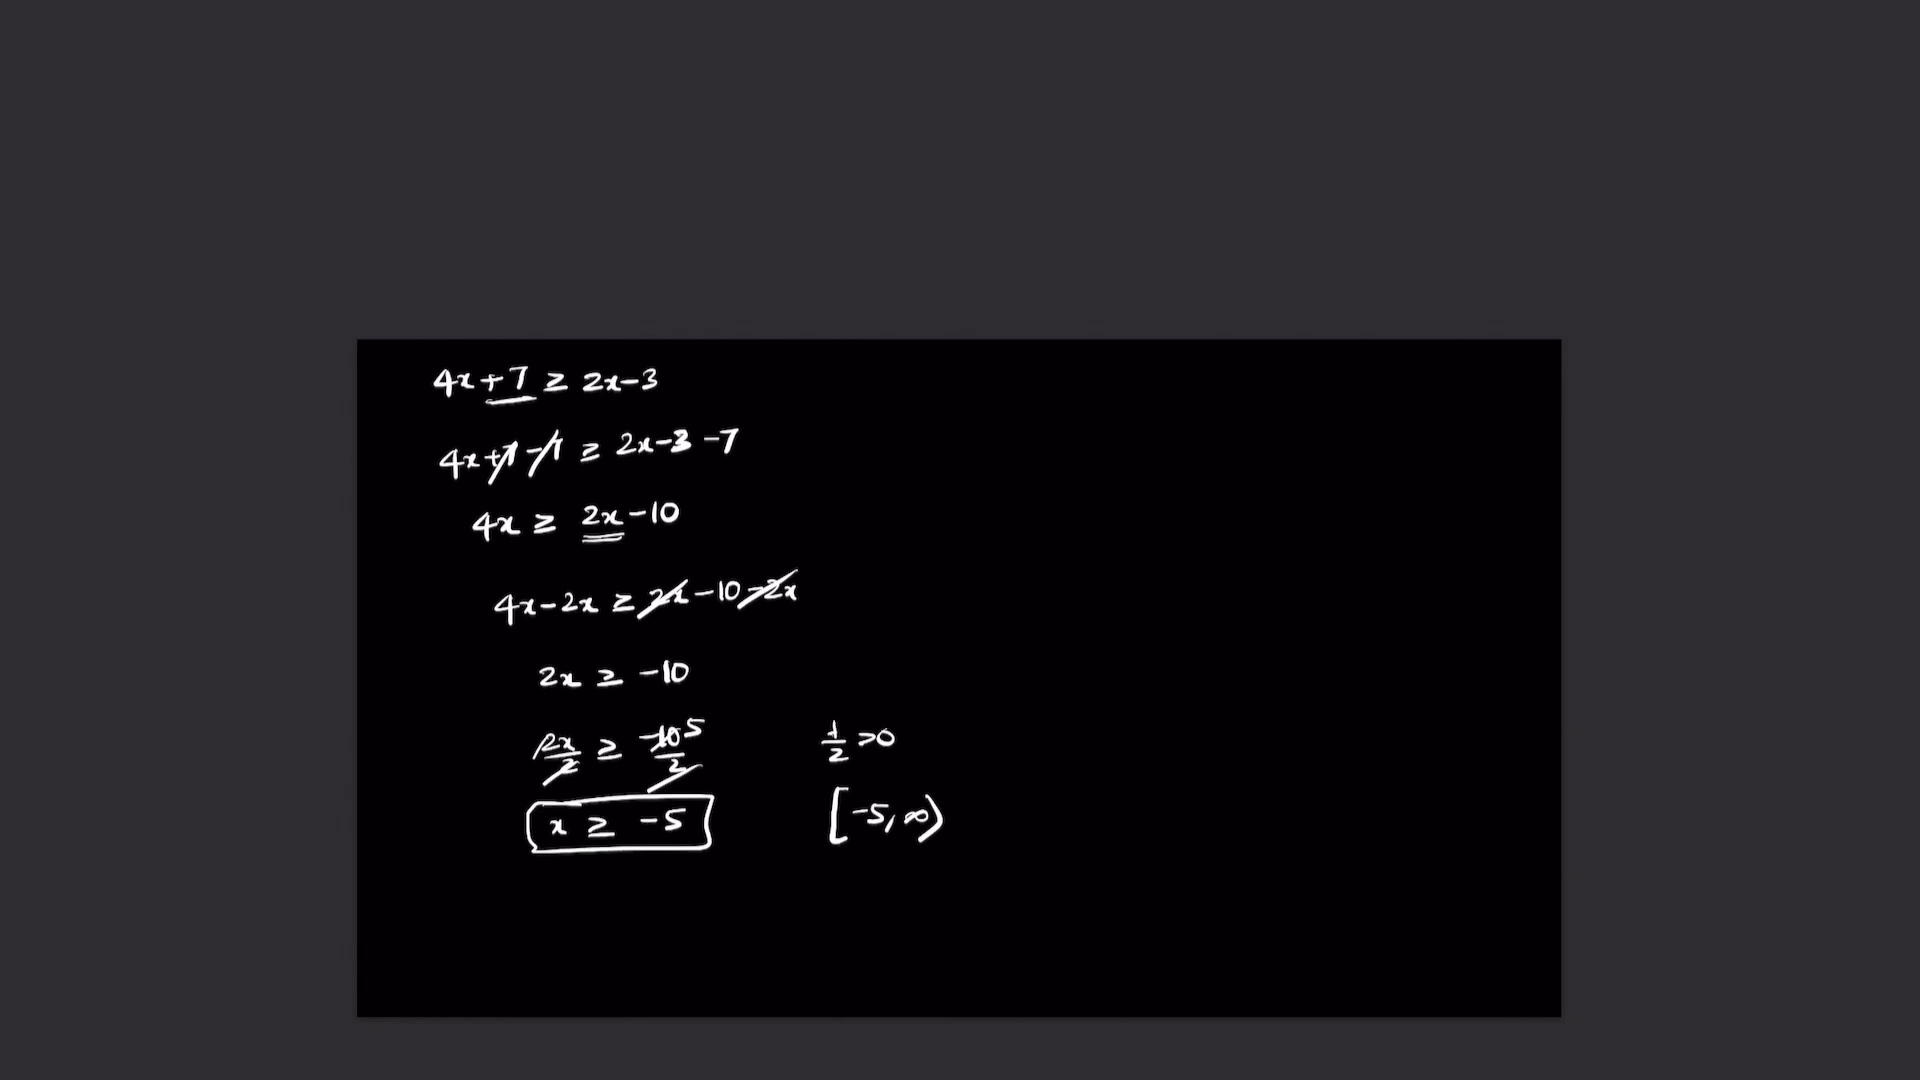 4x+7 ≥ 2x-3
4x+7-7 ≥ 2x-3-7
4x ≥ 2x-10
4x-2x ≥ 2x-10-2x
2x ≥ -10
2x/2 ≥ -10/2 5 1/2 >0
x ≥ -5 [-5, ∞)